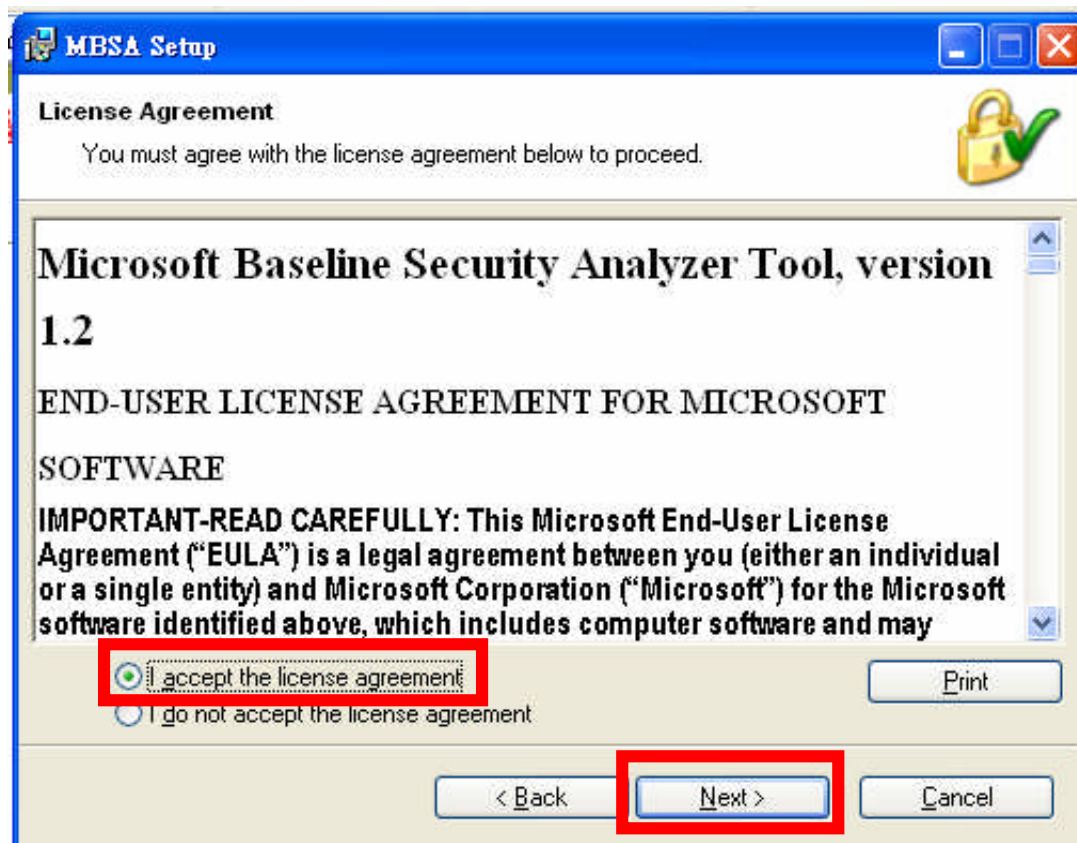 MBSA Setup
License Agreement
You must agree with the license agreement below to proceed.
Microsoft Baseline Security Analyzer Tool, version
1.2
END-USER LICENSE AGREEMENT FOR MICROSOFT
SOFTWARE
IMPORTANT-READ CAREFULLY: This Microsoft End-User License
Agreement (“EULA”) is a legal agreement between you (either an individual
or a single entity) and Microsoft Corporation (“Microsoft”) for the Microsoft
software identified above, which includes computer software and may
I accept the license agreement
Print
I do not accept the license agreement
< Back
Next >
Cancel